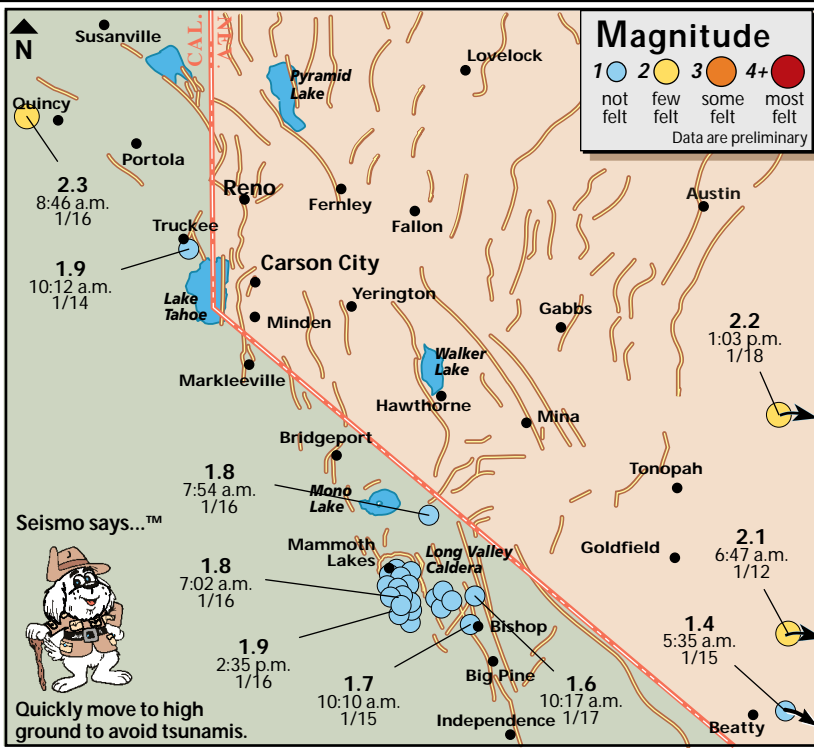 N
Susanville
CAL.
NEV.
Pyramid
Lake
Lovelock
Magnitude
1 2 3 4+
not felt
few felt
some felt
most felt
Data are preliminary
Quincy
Portola
2.3
8:46 a.m.
1/16
Reno
Fernley
Fallon
Austin
Truckee
1.9
10:12 a.m.
1/14
Lake
Tahoe
Carson City
Yerington
Minden
Gabbs
2.2
1:03 p.m.
1/18
Markleeville
Walker
Lake
Hawthorne
Mina
Bridgeport
1.8
7:54 a.m.
1/16
Mono
Lake
Tonopah
Seismo says...™
Mammoth
Lakes
Long Valley
Caldera
Goldfield
2.1
6:47 a.m.
1/12
1.8
7:02 a.m.
1/16
1.9
2:35 p.m.
1/16
Bishop
1.4
5:35 a.m.
1/15
1.7
10:10 a.m.
1/15
Big Pine
1.6
10:17 a.m.
1/17
Independence
Beatty
Quickly move to high
ground to avoid tsunamis.